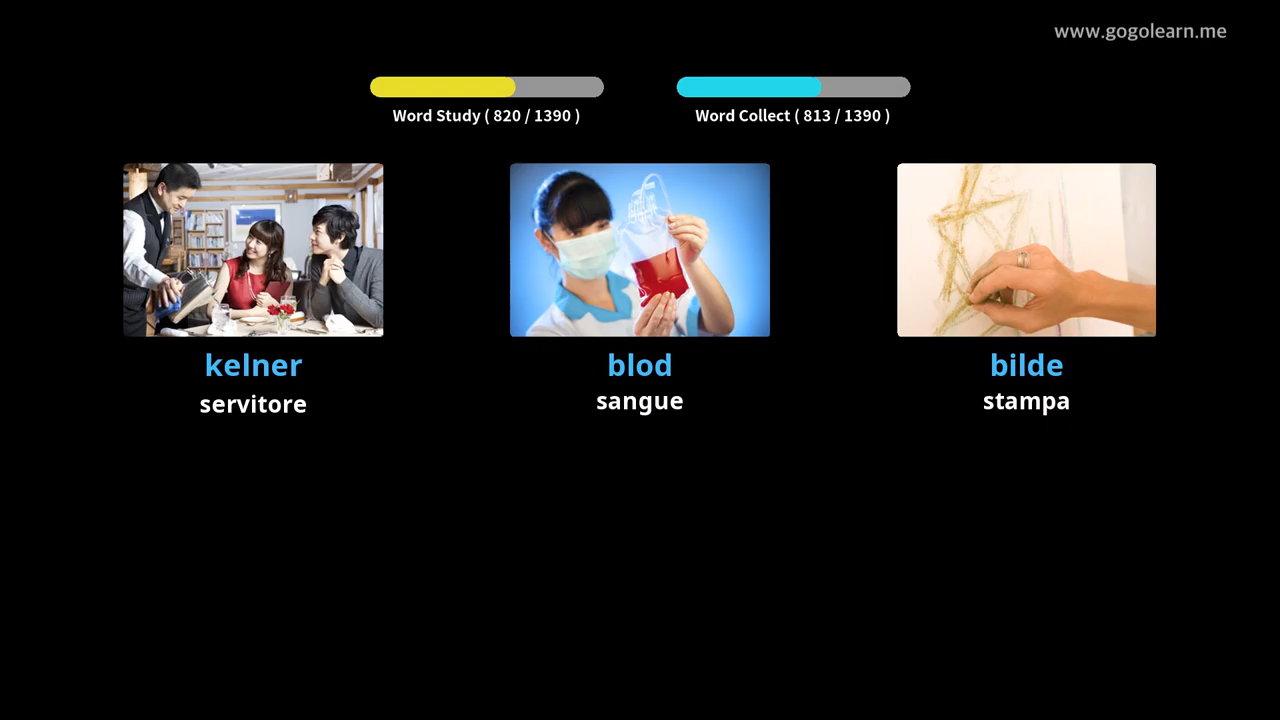 www.gogolearn.me
Word Study ( 820 / 1390 )
Word Collect ( 813 / 1390 )
kelner
servitore
blod
sangue
bilde
stampa